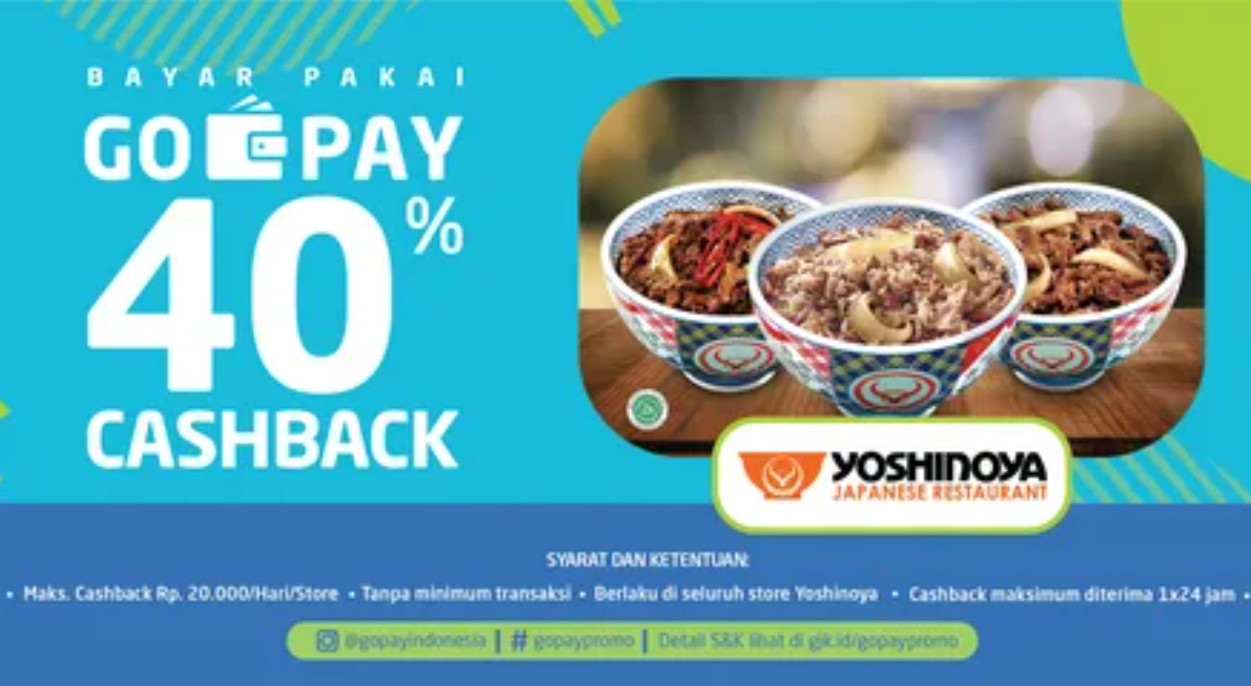 BAYAR PAKAI
GO PAY
40%
CASHBACK
YOSHINOYA
JAPANESE RESTAURANT
SYARAT DAN KETENTUAN:
• Maks. Cashback Rp. 20.000/Hari/Store • Tanpa minimum transaksi • Berlaku di seluruh store Yoshinoya • Cashback maksimum diterima 1x24 jam •
@gopayindonesia | # gopaypromo | Detail S&K lihat di gjk.id/gopaypromo